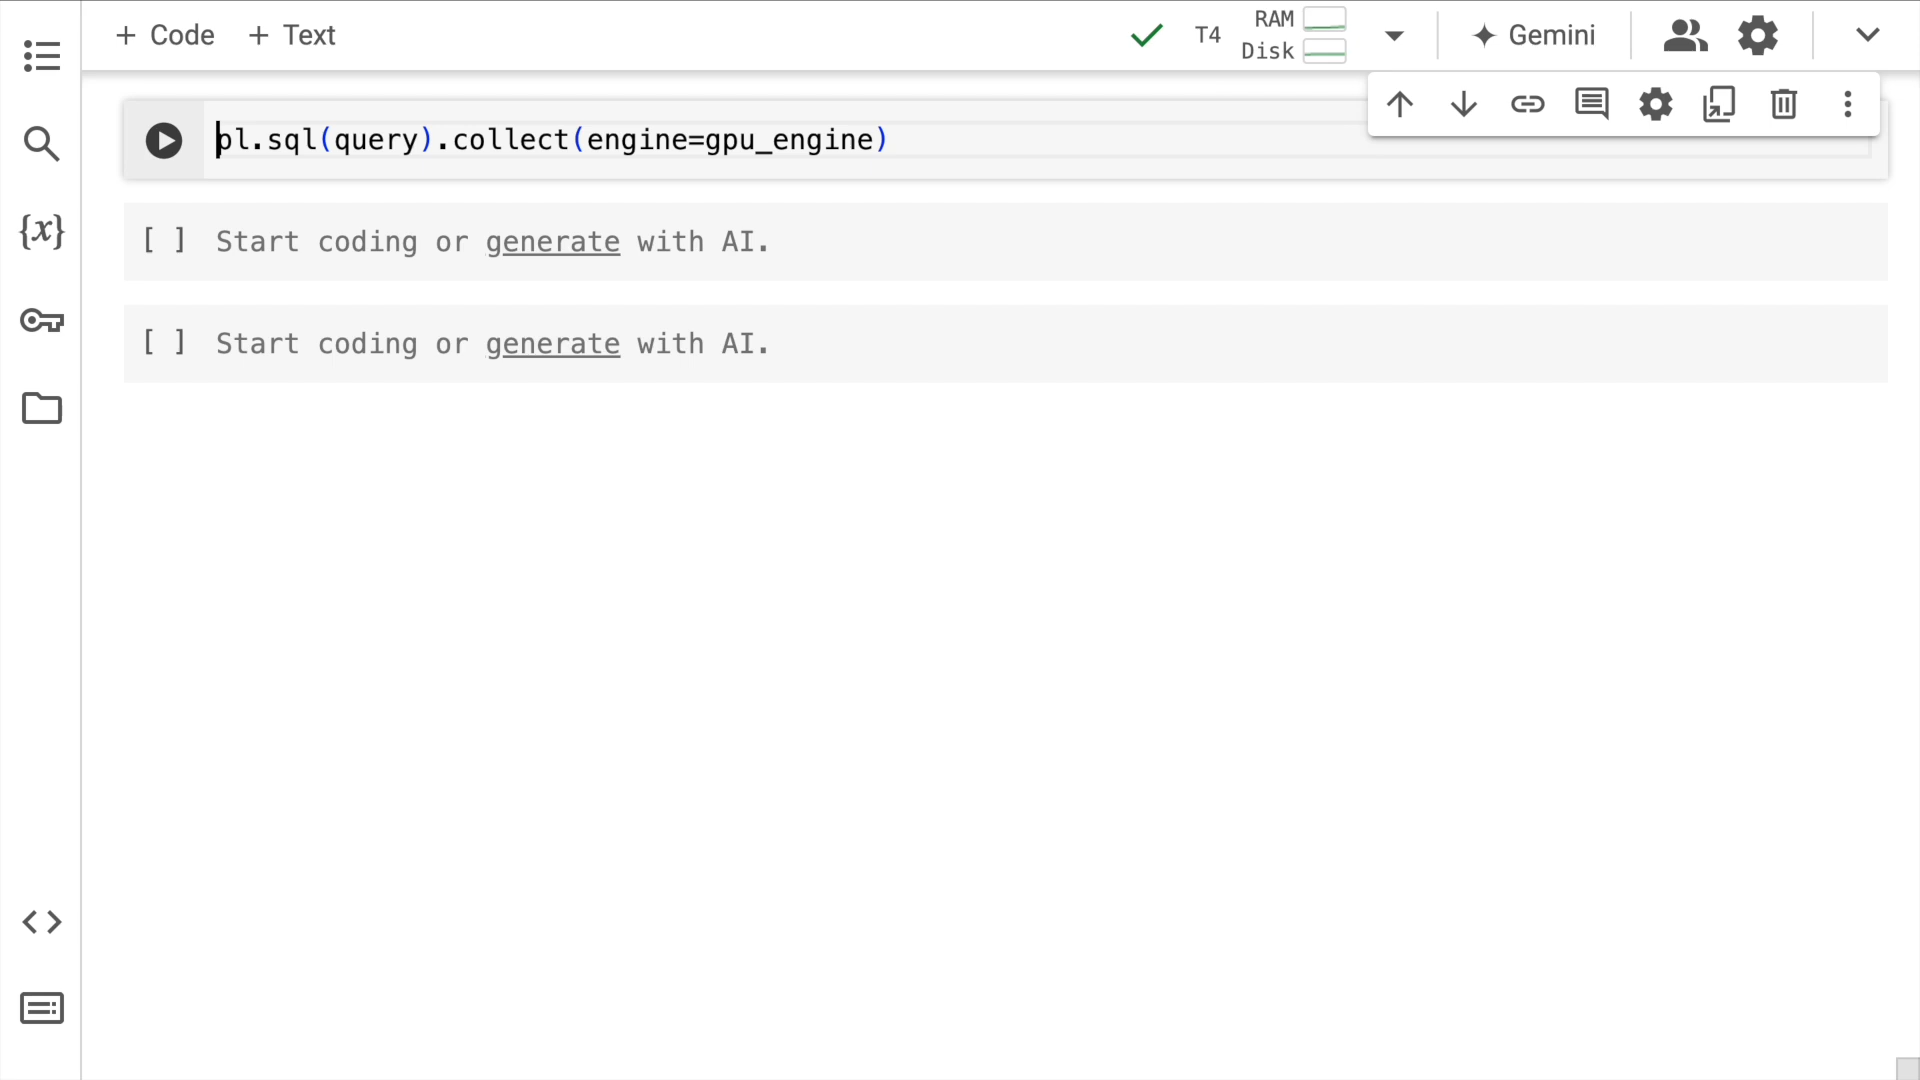 + Code + Text
T4
RAM
Disk
Gemini
{x}
pl.sql(query).collect(engine=gpu_engine)
[ ] Start coding or generate with AI.
[ ] Start coding or generate with AI.